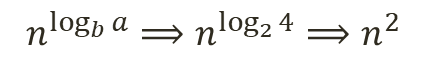 n^{log_b a} ⟹ n^{log_2 4} ⟹ n^2